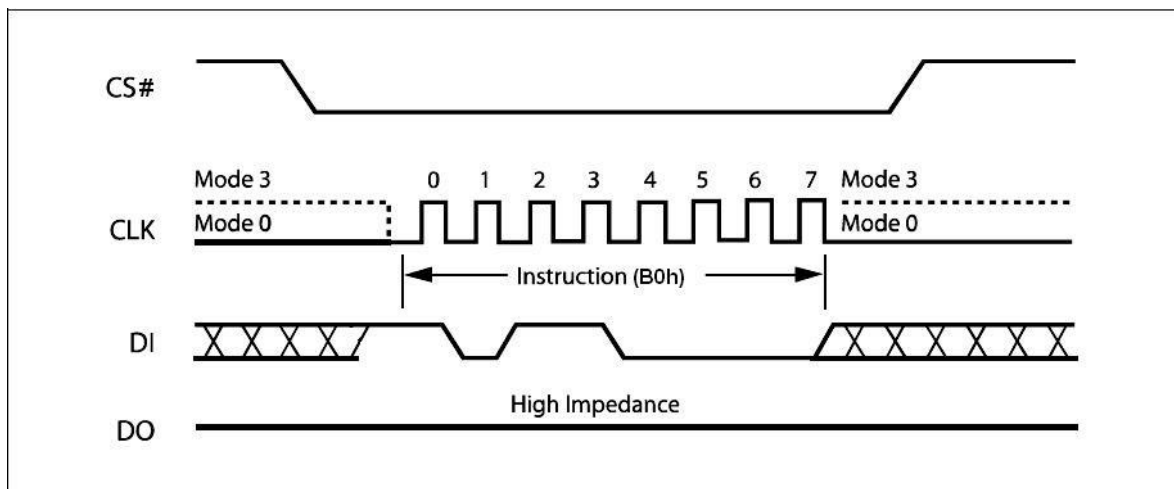 CS#
Mode 3
0 1 2 3 4 5 6 7
Mode 3
CLK
Mode 0
Mode 0
Instruction (B0h)
DI
High Impedance
DO